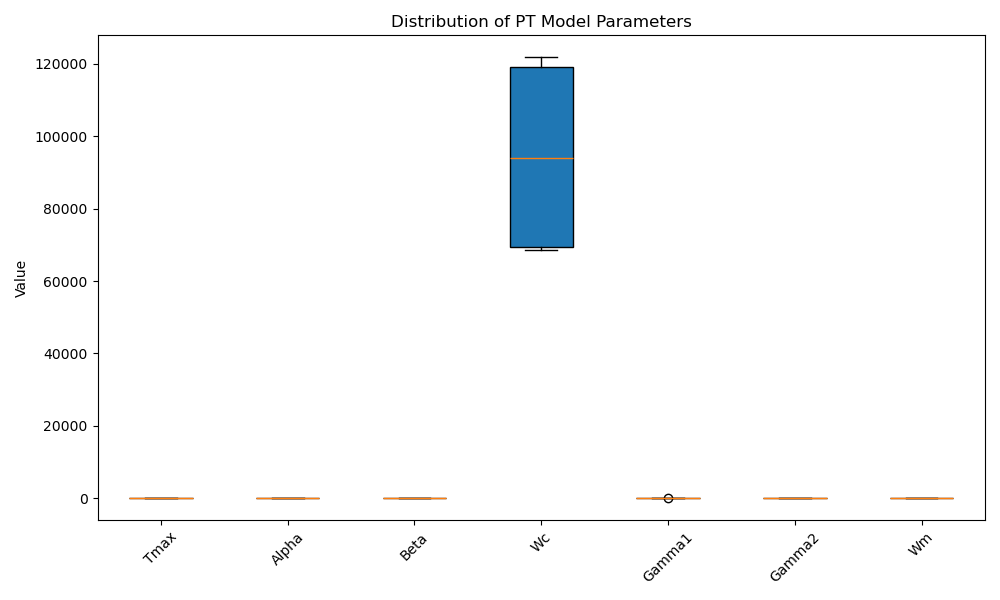 Distribution of PT Model Parameters
Value
120000
100000
80000
60000
40000
20000
0
Tmax
Alpha
Beta
Wc
Gamma1
Gamma2
Wm